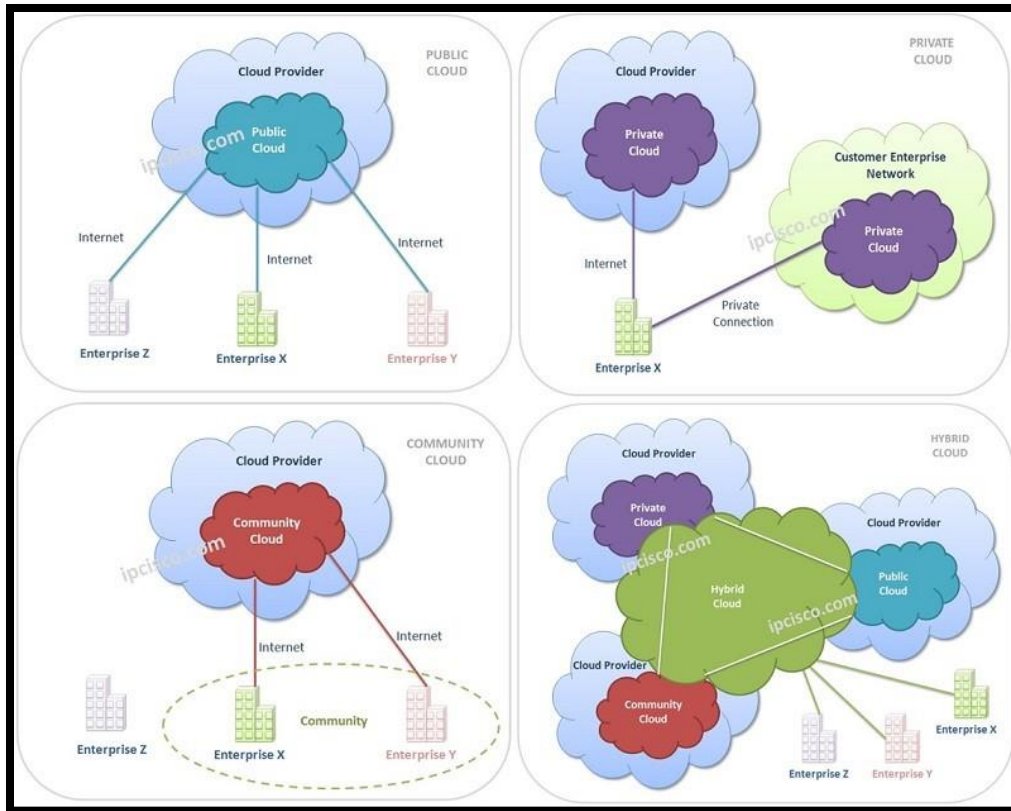 PUBLIC
CLOUD
Cloud Provider
Public
Cloud
ipcisco.com
Internet
Internet
Internet
Enterprise Z
Enterprise X
Enterprise Y
PRIVATE
CLOUD
Cloud Provider
Private
Cloud
Customer Enterprise
Network
Private
Cloud
ipcisco.com
Internet
Private
Connection
Enterprise X
COMMUNITY
CLOUD
Cloud Provider
Community
Cloud
ipcisco.com
Internet
Internet
Community
Enterprise Z
Enterprise X
Enterprise Y
HYBRID
CLOUD
Cloud Provider
Private
Cloud
ipcisco.com
Cloud Provider
Public
Cloud
Hybrid
Cloud
ipcisco.com
Cloud Provider
Community
Cloud
Enterprise X
Enterprise Z
Enterprise Y